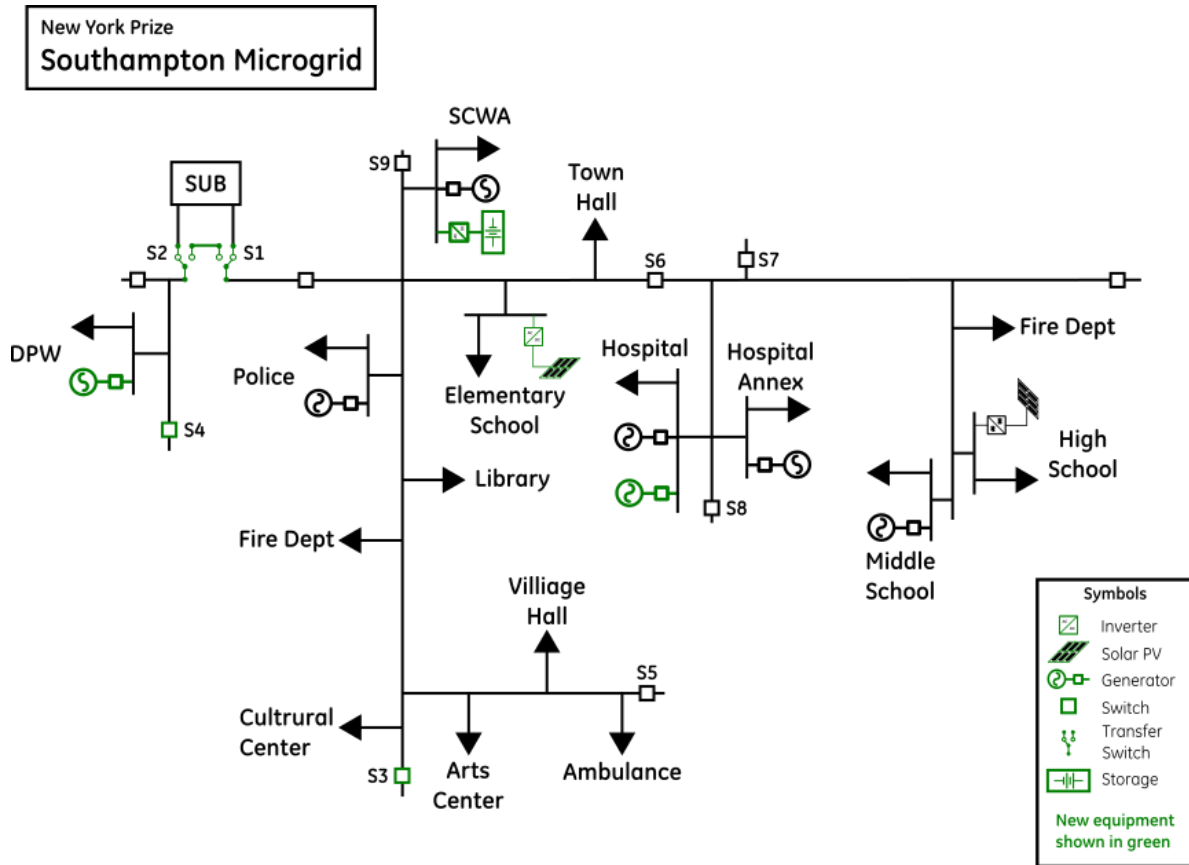 New York Prize
Southampton Microgrid
SCWA
S9
Town
Hall
SUB
S2
S1
S6
S7
DPW
Police
Elementary
School
Hospital
Hospital
Annex
Fire Dept
S4
Library
High
School
S8
Fire Dept
Middle
School
Villiage
Hall
S5
Cultrural
Center
S3
Arts
Center
Ambulance
Symbols
Inverter
Solar PV
Generator
Switch
Transfer
Switch
Storage
New equipment
shown in green